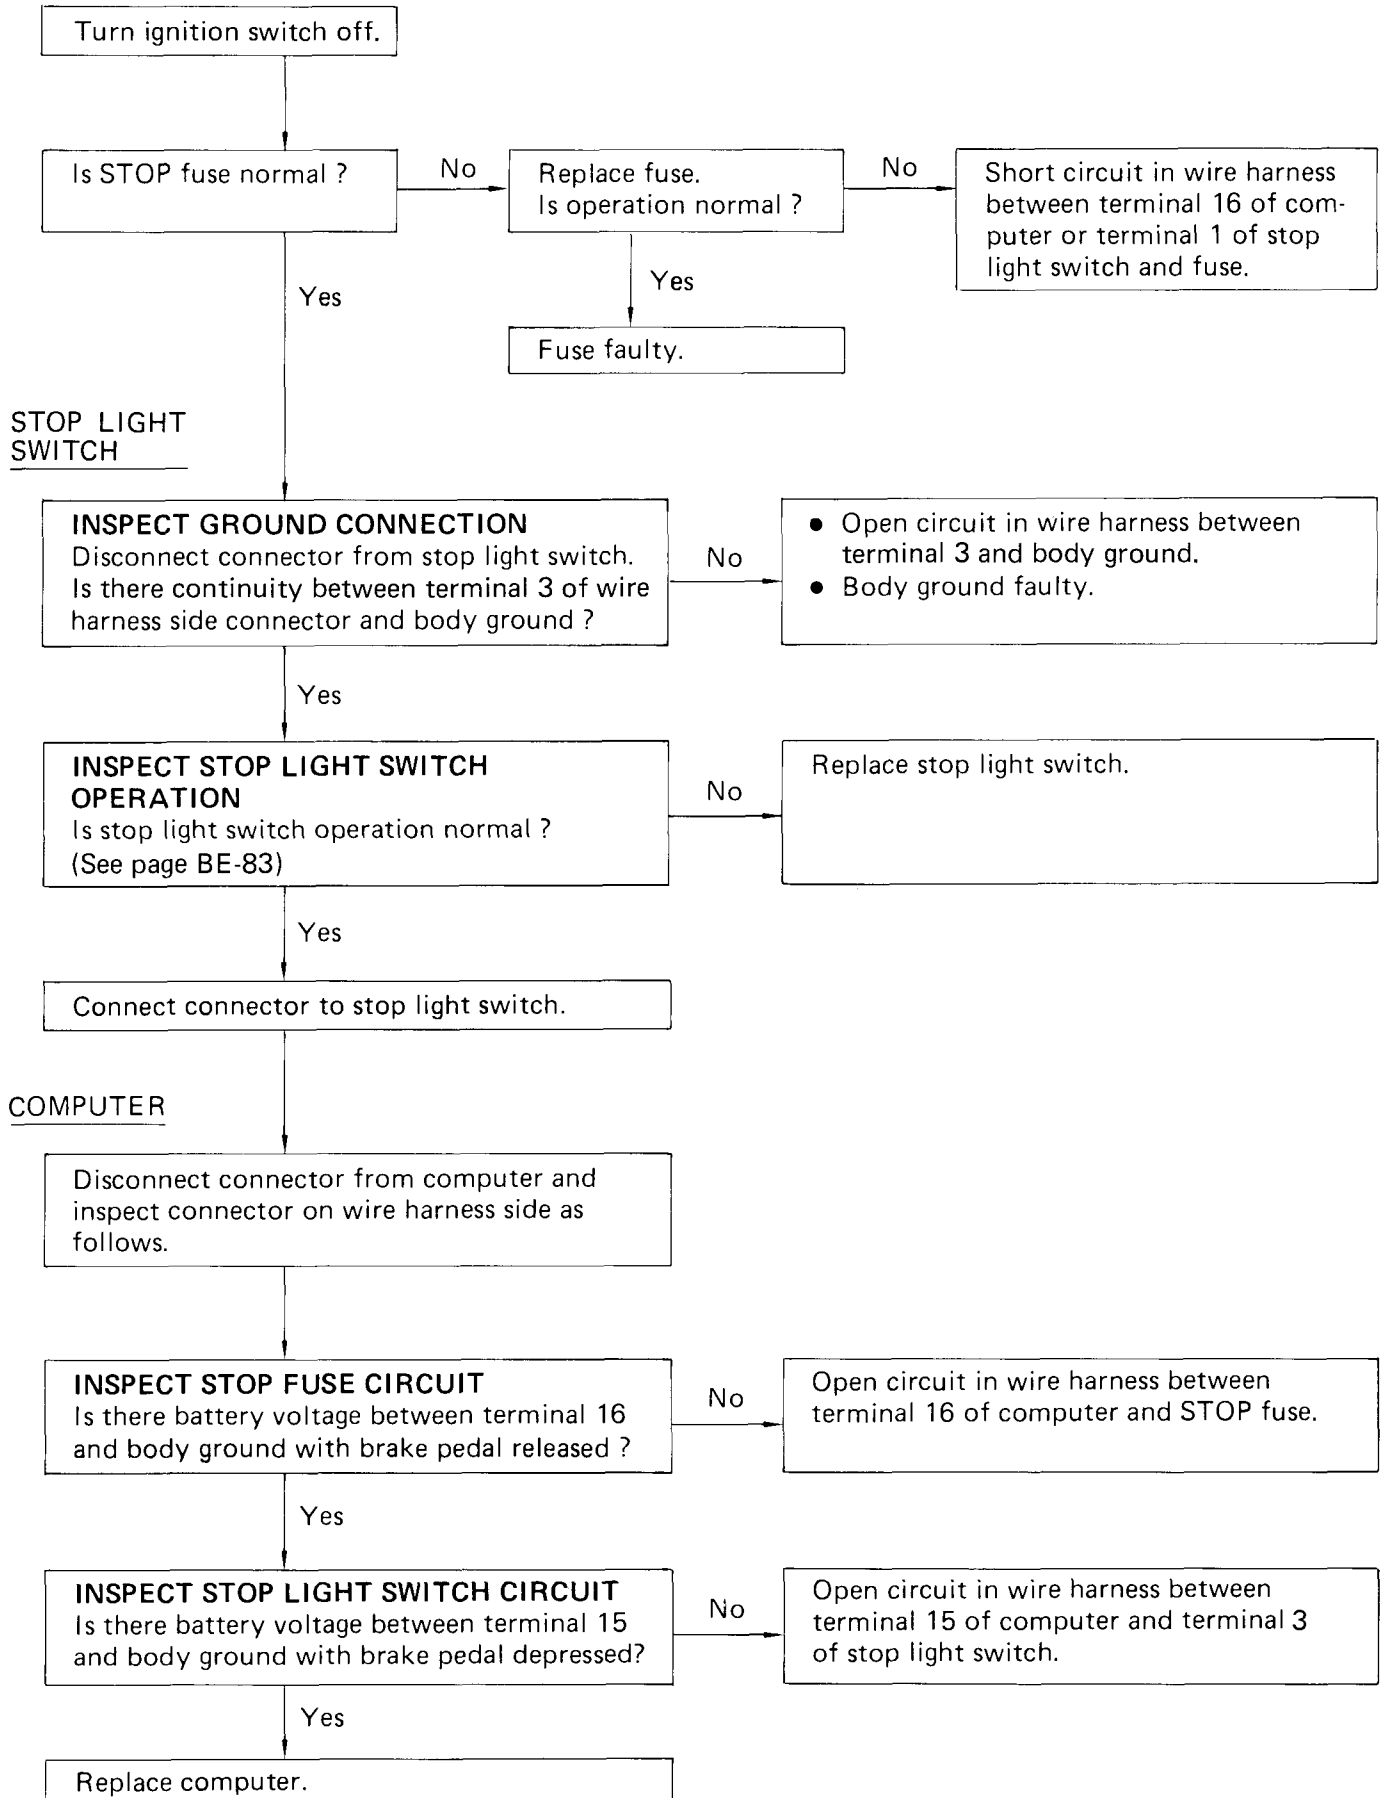 Turn ignition switch off.
Is STOP fuse normal ?
No
Replace fuse.
Is operation normal ?
No
Short circuit in wire harness
between terminal 16 of com-
puter or terminal 1 of stop
light switch and fuse.
Yes
Yes
Fuse faulty.
STOP LIGHT
SWITCH
INSPECT GROUND CONNECTION
Disconnect connector from stop light switch.
Is there continuity between terminal 3 of wire
harness side connector and body ground ?
No
● Open circuit in wire harness between
terminal 3 and body ground.
● Body ground faulty.
Yes
INSPECT STOP LIGHT SWITCH
OPERATION
Is stop light switch operation normal ?
(See page BE-83)
No
Replace stop light switch.
Yes
Connect connector to stop light switch.
COMPUTER
Disconnect connector from computer and
inspect connector on wire harness side as
follows.
INSPECT STOP FUSE CIRCUIT
Is there battery voltage between terminal 16
and body ground with brake pedal released ?
No
Open circuit in wire harness between
terminal 16 of computer and STOP fuse.
Yes
INSPECT STOP LIGHT SWITCH CIRCUIT
Is there battery voltage between terminal 15
and body ground with brake pedal depressed?
No
Open circuit in wire harness between
terminal 15 of computer and terminal 3
of stop light switch.
Yes
Replace computer.